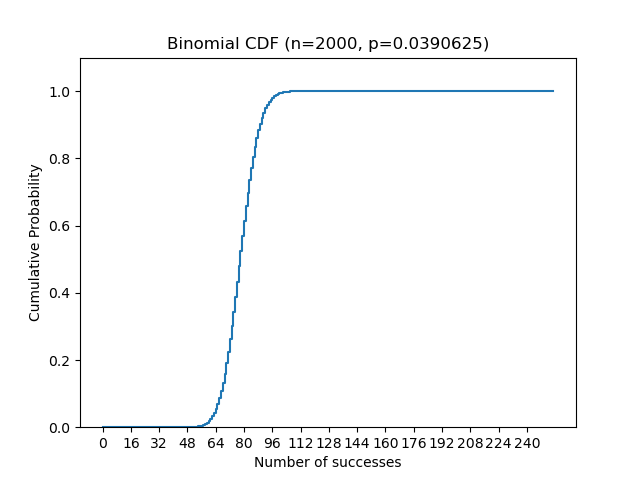 Binomial CDF (n=2000, p=0.0390625)
Cumulative Probability
1.0
0.8
0.6
0.4
0.2
0.0
0 16 32 48 64 80 96 112 128 144 160 176 192 208 224 240
Number of successes